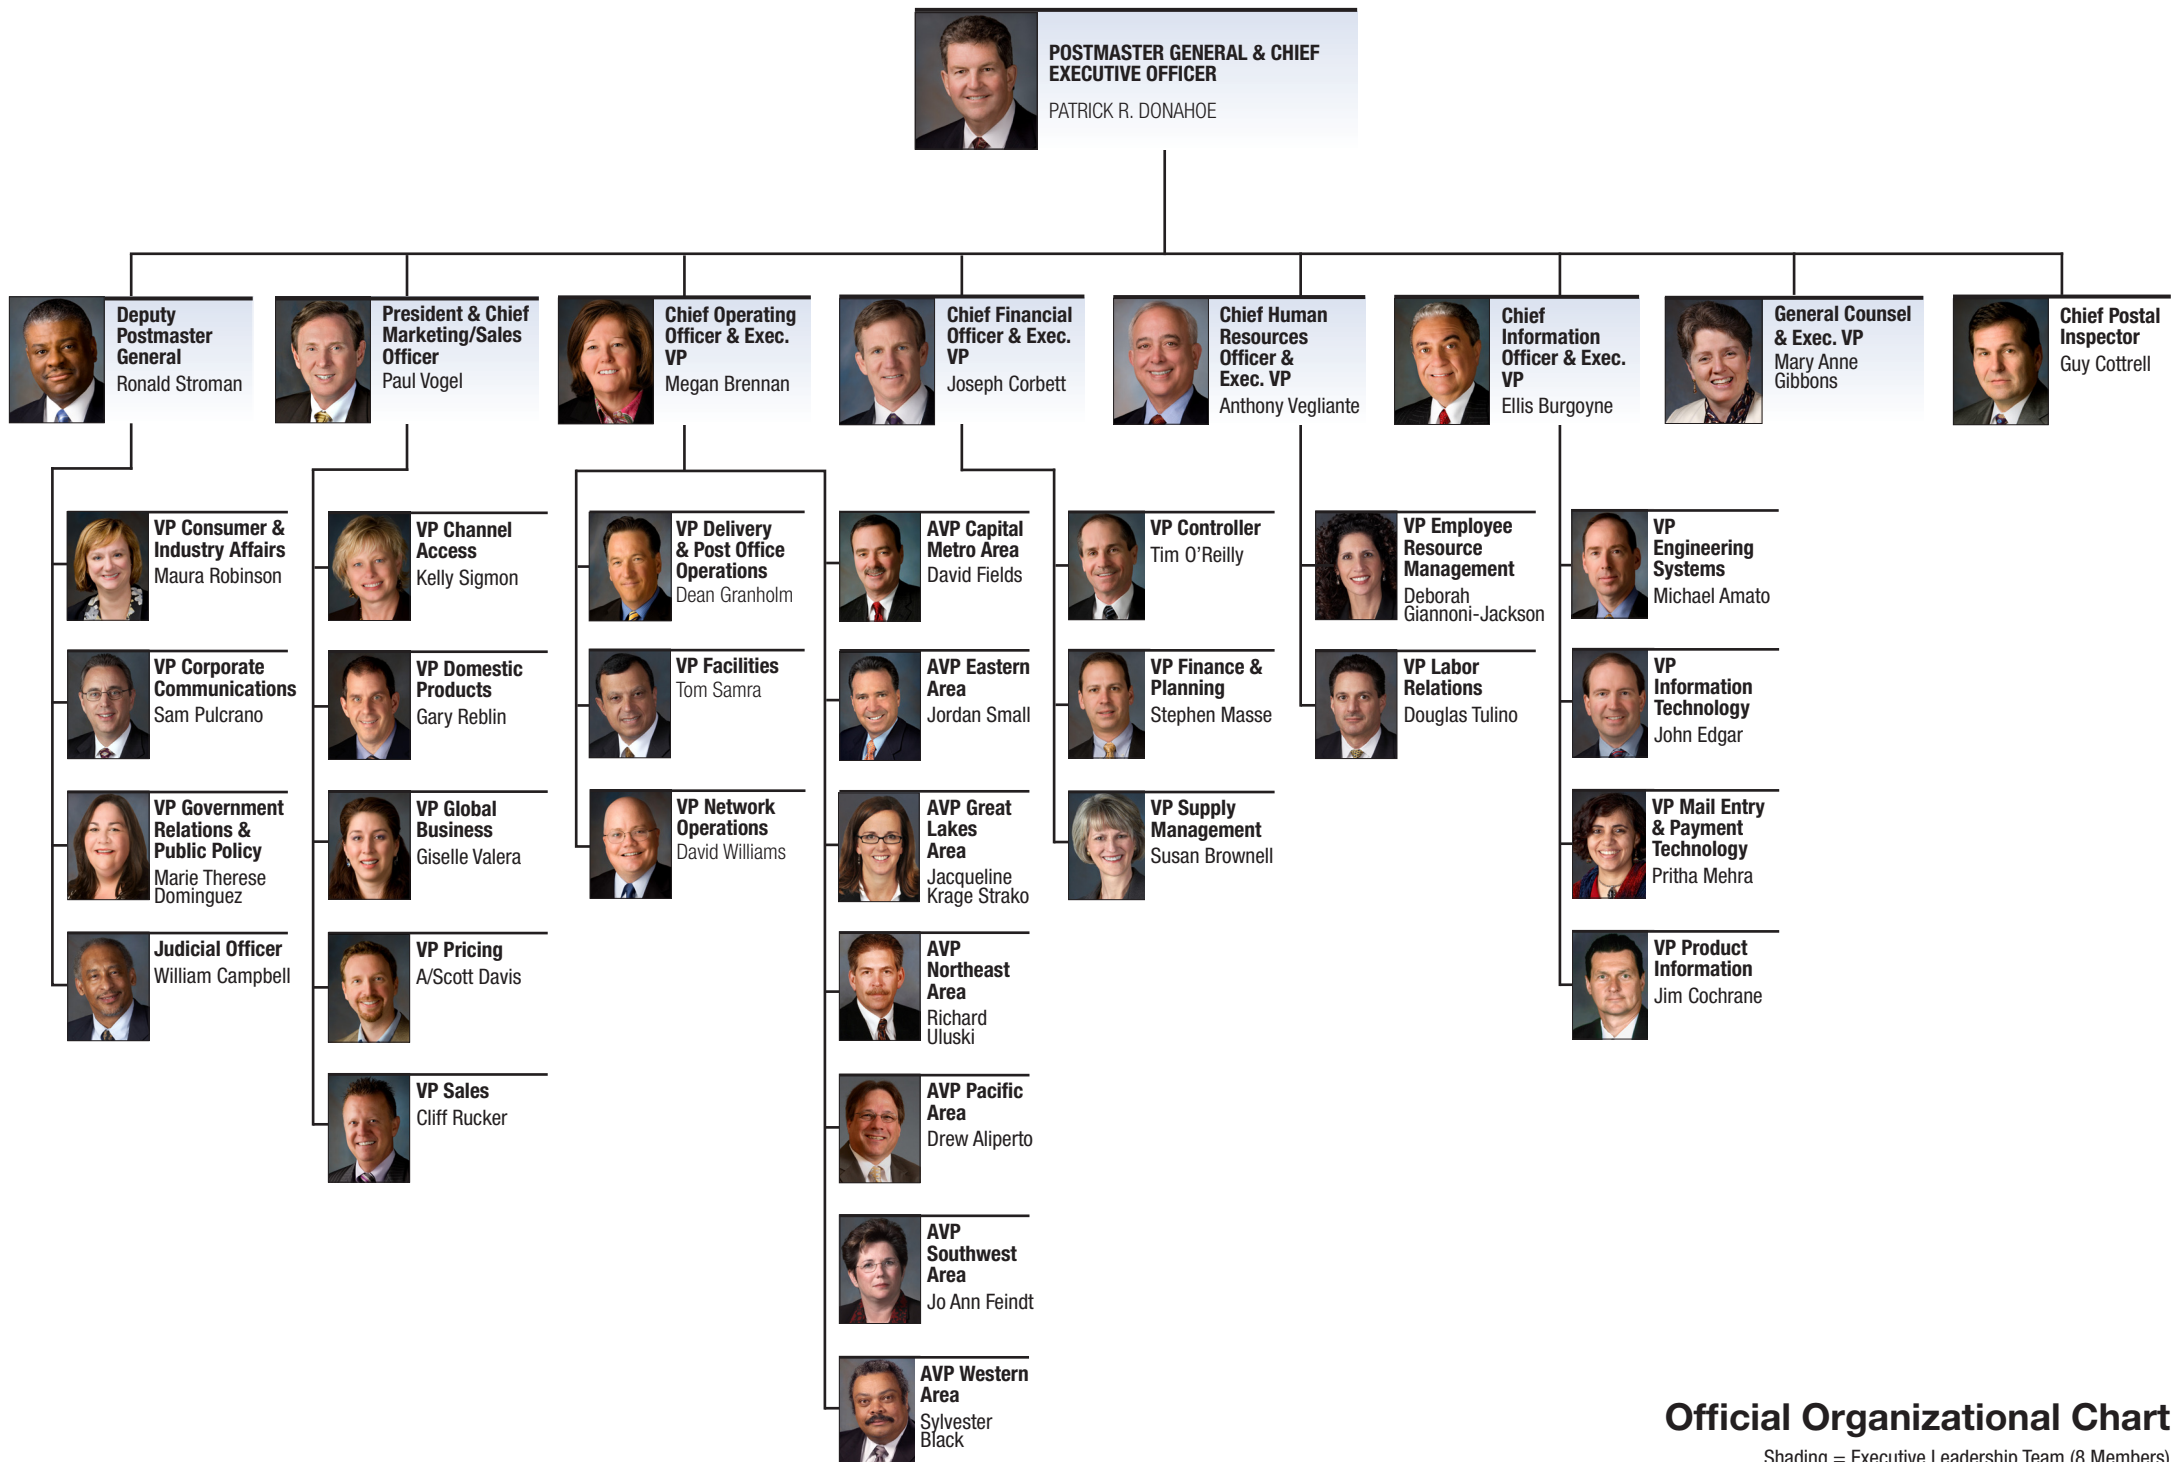 POSTMASTER GENERAL & CHIEF
EXECUTIVE OFFICER
PATRICK R. DONAHOE
Deputy
Postmaster
General
Ronald Stroman
President & Chief
Marketing/Sales
Officer
Paul Vogel
Chief Operating
Officer & Exec.
VP
Megan Brennan
Chief Financial
Officer & Exec.
VP
Joseph Corbett
Chief Human
Resources
Officer &
Exec. VP
Anthony Vegliante
Chief
Information
Officer & Exec.
VP
Ellis Burgoyne
General Counsel
& Exec. VP
Mary Anne
Gibbons
Chief Postal
Inspector
Guy Cottrell
VP Consumer &
Industry Affairs
Maura Robinson
VP Corporate
Communications
Sam Pulcrano
VP Government
Relations &
Public Policy
Marie Therese
Dominguez
Judicial Officer
William Campbell
VP Channel
Access
Kelly Sigmon
VP Domestic
Products
Gary Reblin
VP Global
Business
Giselle Valera
VP Pricing
A/Scott Davis
VP Sales
Cliff Rucker
VP Delivery
& Post Office
Operations
Dean Granholm
VP Facilities
Tom Samra
VP Network
Operations
David Williams
AVP Capital
Metro Area
David Fields
AVP Eastern
Area
Jordan Small
AVP Great
Lakes
Area
Jacqueline
Krage Strako
AVP
Northeast
Area
Richard
Uluski
AVP Pacific
Area
Drew Aliperto
AVP
Southwest
Area
Jo Ann Feindt
AVP Western
Area
Sylvester
Black
VP Controller
Tim O'Reilly
VP Finance &
Planning
Stephen Masse
VP Supply
Management
Susan Brownell
VP Employee
Resource
Management
Deborah
Giannoni-Jackson
VP Labor
Relations
Douglas Tulino
VP
Engineering
Systems
Michael Amato
VP
Information
Technology
John Edgar
VP Mail Entry
& Payment
Technology
Pritha Mehra
VP Product
Information
Jim Cochrane
Official Organizational Chart
Shading = Executive Leadership Team (8 Members)